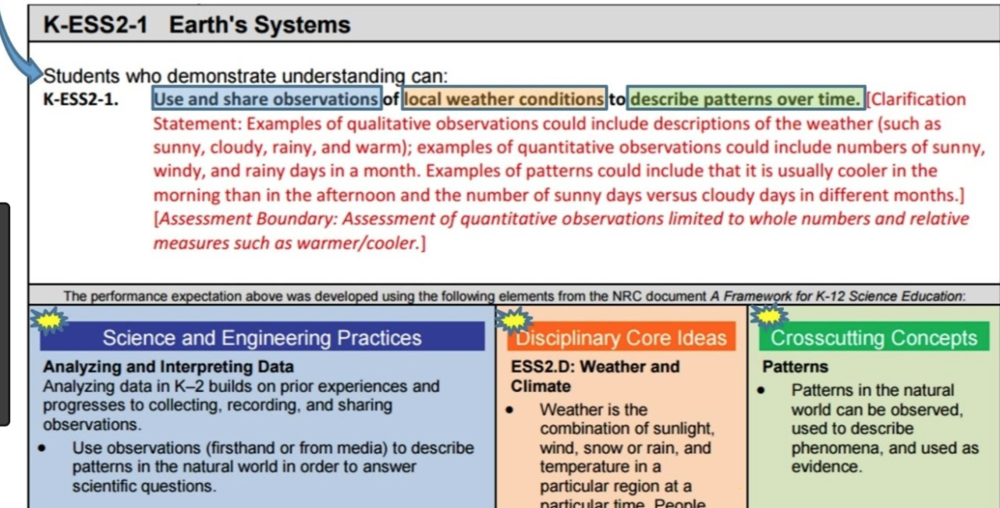 K-ESS2-1 Earth's Systems
Students who demonstrate understanding can:
K-ESS2-1. Use and share observations of local weather conditions to describe patterns over time. [Clarification
Statement: Examples of qualitative observations could include descriptions of the weather (such as
sunny, cloudy, rainy, and warm); examples of quantitative observations could include numbers of sunny,
windy, and rainy days in a month. Examples of patterns could include that it is usually cooler in the
morning than in the afternoon and the number of sunny days versus cloudy days in different months.]
[Assessment Boundary: Assessment of quantitative observations limited to whole numbers and relative
measures such as warmer/cooler.]
The performance expectation above was developed using the following elements from the NRC document A Framework for K-12 Science Education:
Science and Engineering Practices
Analyzing and Interpreting Data
Analyzing data in K–2 builds on prior experiences and
progresses to collecting, recording, and sharing
observations.
• Use observations (firsthand or from media) to describe
patterns in the natural world in order to answer
scientific questions.
Disciplinary Core Ideas
ESS2.D: Weather and
Climate
• Weather is the
combination of sunlight,
wind, snow or rain, and
temperature in a
particular region at a
particular time. People
Crosscutting Concepts
Patterns
• Patterns in the natural
world can be observed,
used to describe
phenomena, and used as
evidence.